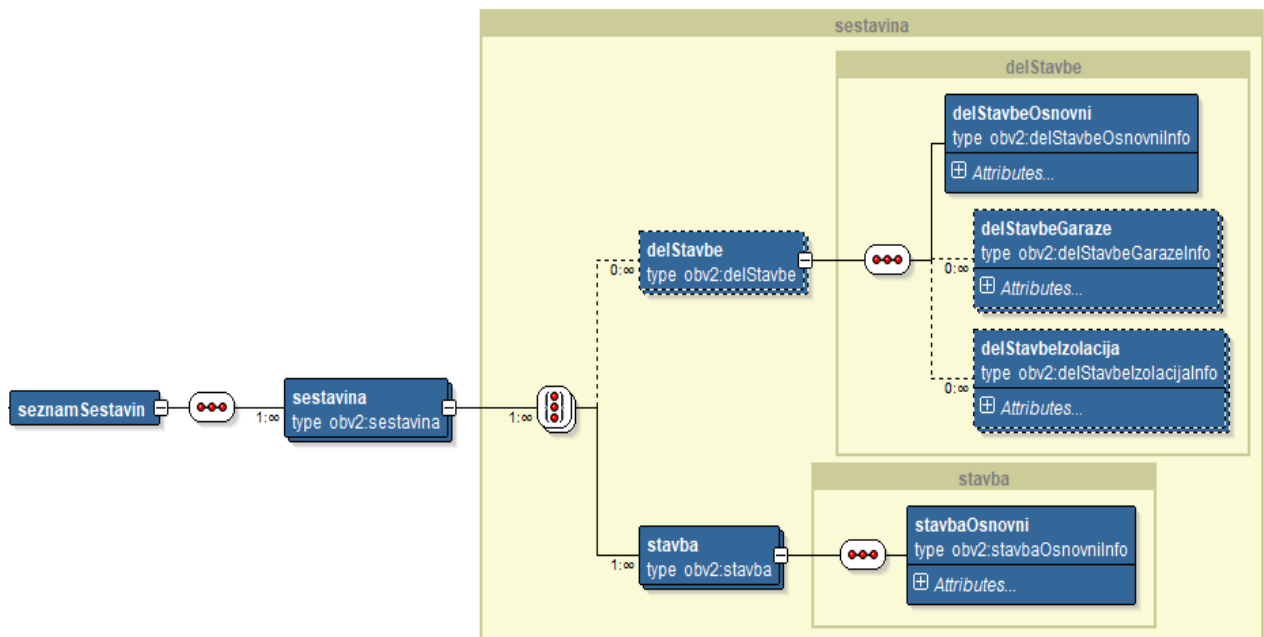 sestavina
delStavbe
delStavbeOsnovni
type obv2:delStavbeOsnovniInfo
Attributes...
delStavbeGaraze
type obv2:delStavbeGarazeInfo
0:∞
Attributes...
delStavbe
type obv2:delStavbe
0:∞
delStavbeIzolacija
type obv2:delStavbeIzolacijaInfo
0:∞
Attributes...
seznamSestavin
sestavina
type obv2:sestavina
1:∞
1:∞
stavba
stavbaOsnovni
type obv2:stavbaOsnovniInfo
Attributes...
stavba
type obv2:stavba
1:∞